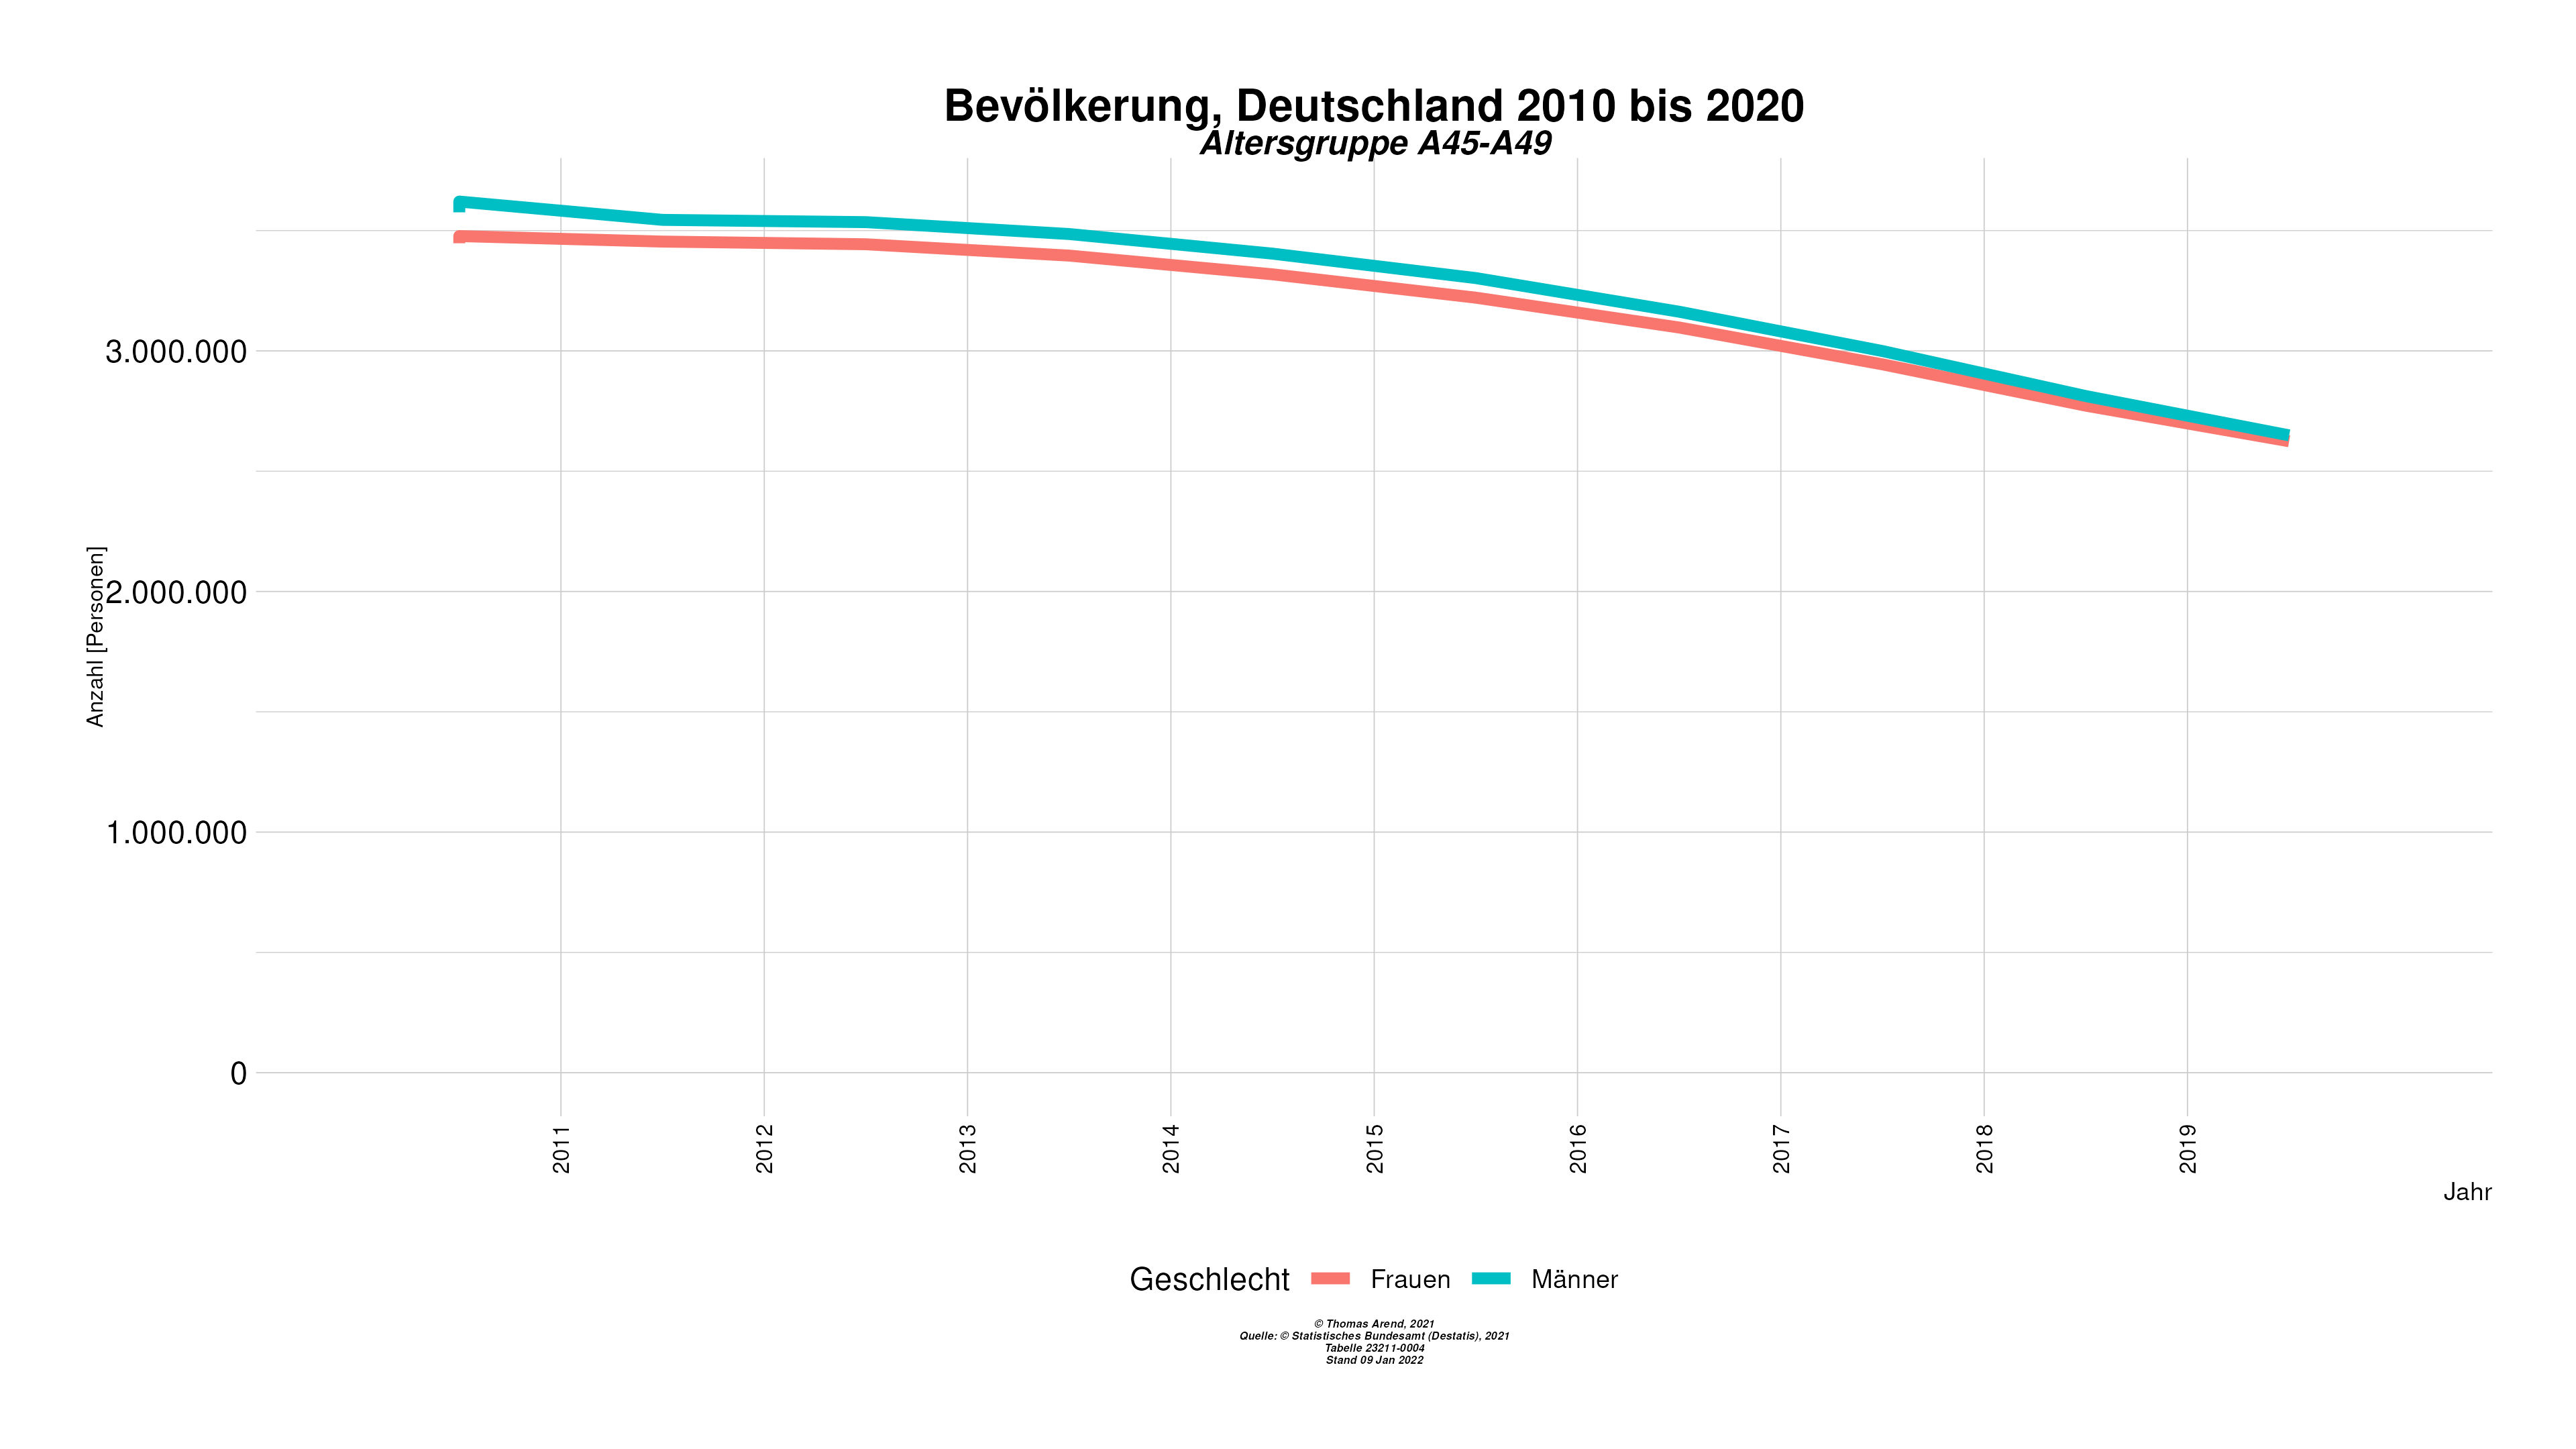 Bevölkerung, Deutschland 2010 bis 2020
Altersgruppe A45-A49
Anzahl [Personen]
3.000.000
2.000.000
1.000.000
0
2011
2012
2013
2014
2015
2016
2017
2018
2019
Jahr
Geschlecht Frauen Männer
© Thomas Arend, 2021
Quelle: © Statistisches Bundesamt (Destatis), 2021
Tabelle 23211-0004
Stand 09 Jan 2022